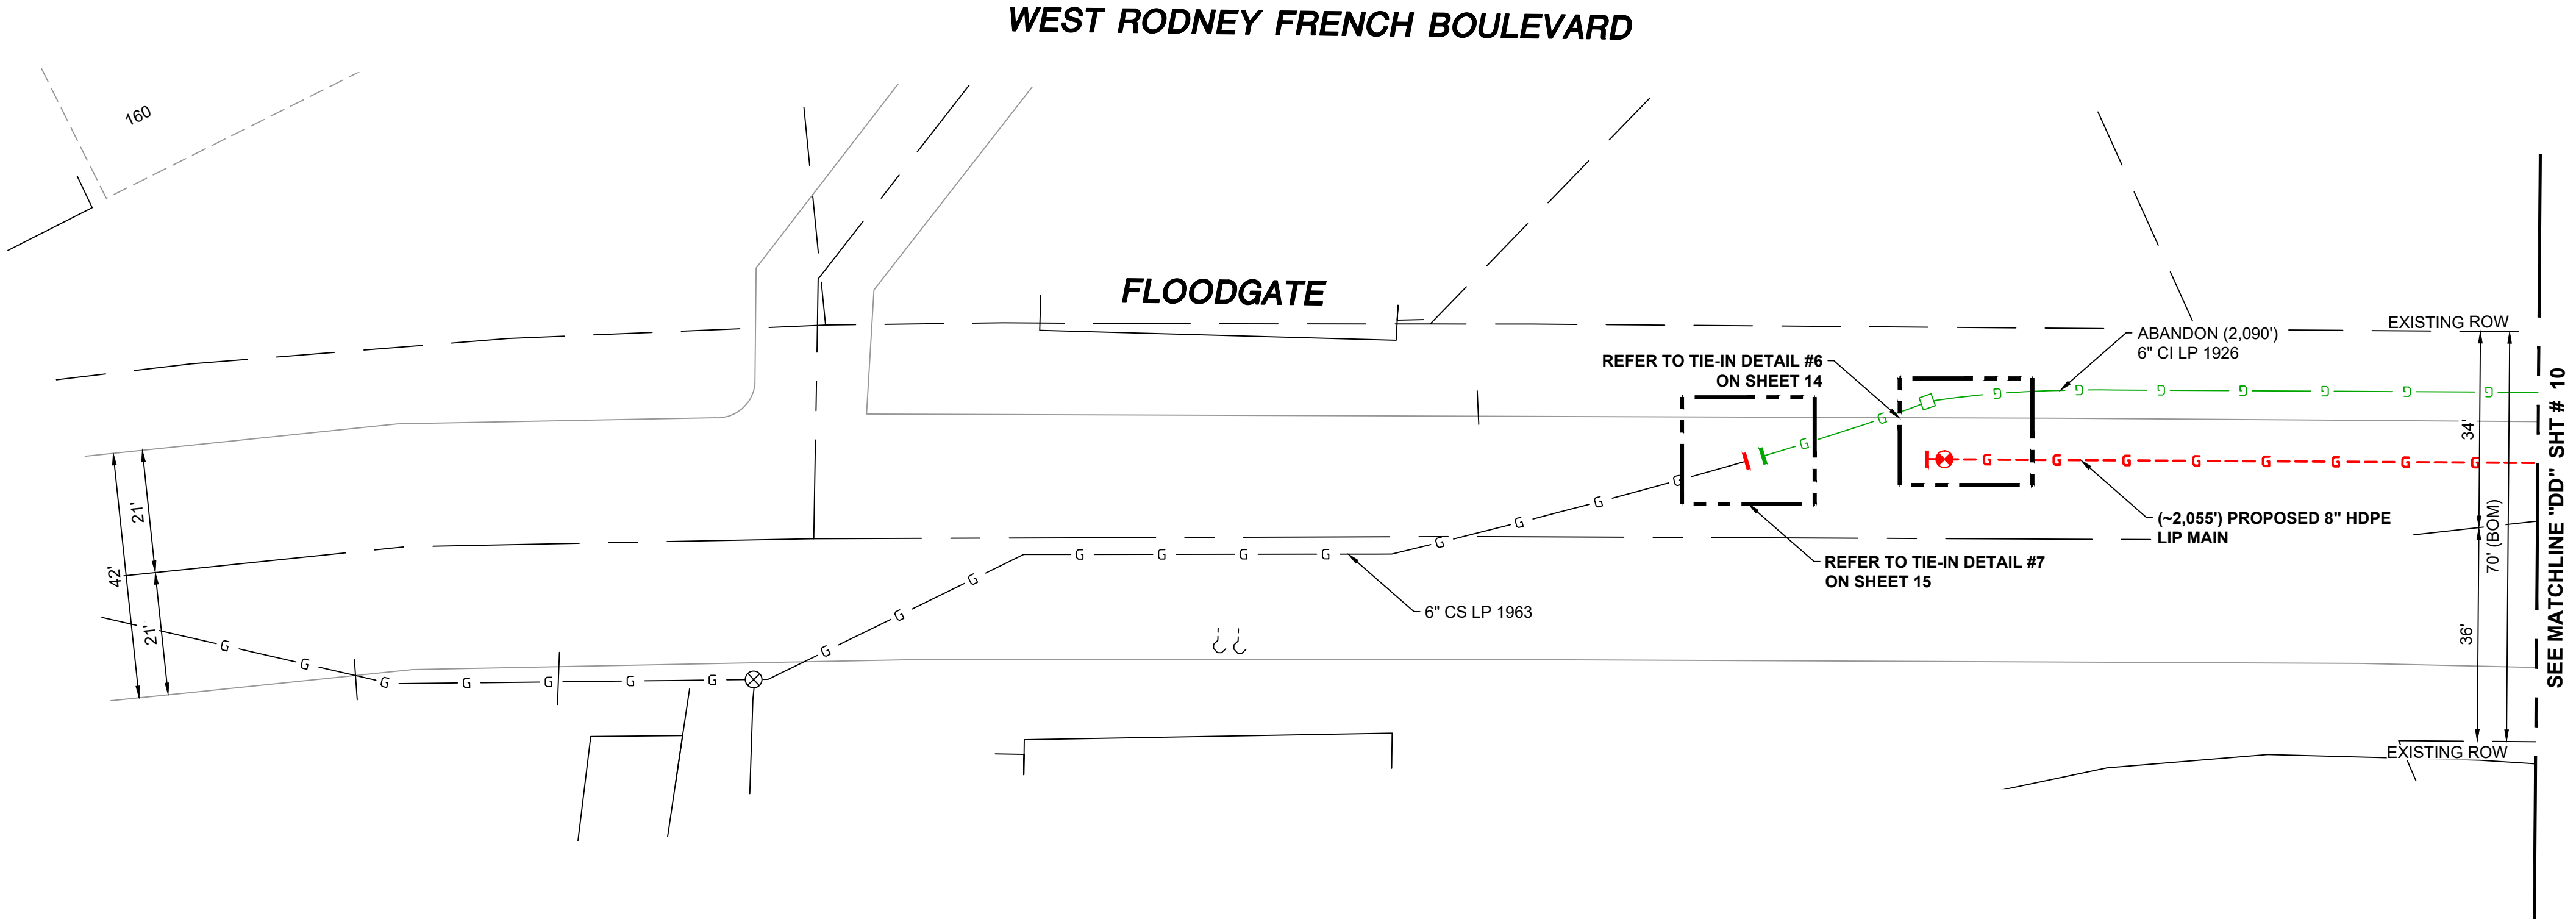 WEST RODNEY FRENCH BOULEVARD
160
FLOODGATE
EXISTING ROW
ABANDON (2,090')
6" CI LP 1926
REFER TO TIE-IN DETAIL #6
ON SHEET 14
G G G G G G G G G
34'
SEE MATCHLINE "DD" SHT # 10
G G G G G G G G
21'
42'
21'
(~2,055') PROPOSED 8" HDPE
LIP MAIN
70' (BOM)
REFER TO TIE-IN DETAIL #7
ON SHEET 15
6" CS LP 1963
36'
G G G G G G G G G G G G G G G G G G
EXISTING ROW